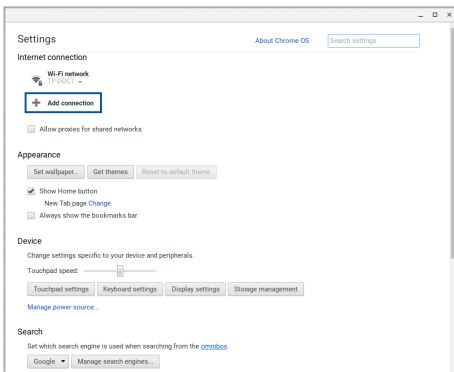 Settings
About Chrome OS
Search settings
Internet connection
Wi-Fi network
TP-DOC1
Add connection
Allow proxies for shared networks
Appearance
Set wallpaper... Get themes Reset to default theme
Show Home button
New Tab page Change
Always show the bookmarks bar
Device
Change settings specific to your device and peripherals.
Touchpad speed:
Touchpad settings Keyboard settings Display settings Storage management
Manage power source...
Search
Set which search engine is used when searching from the omnibox.
Google Manage search engines...